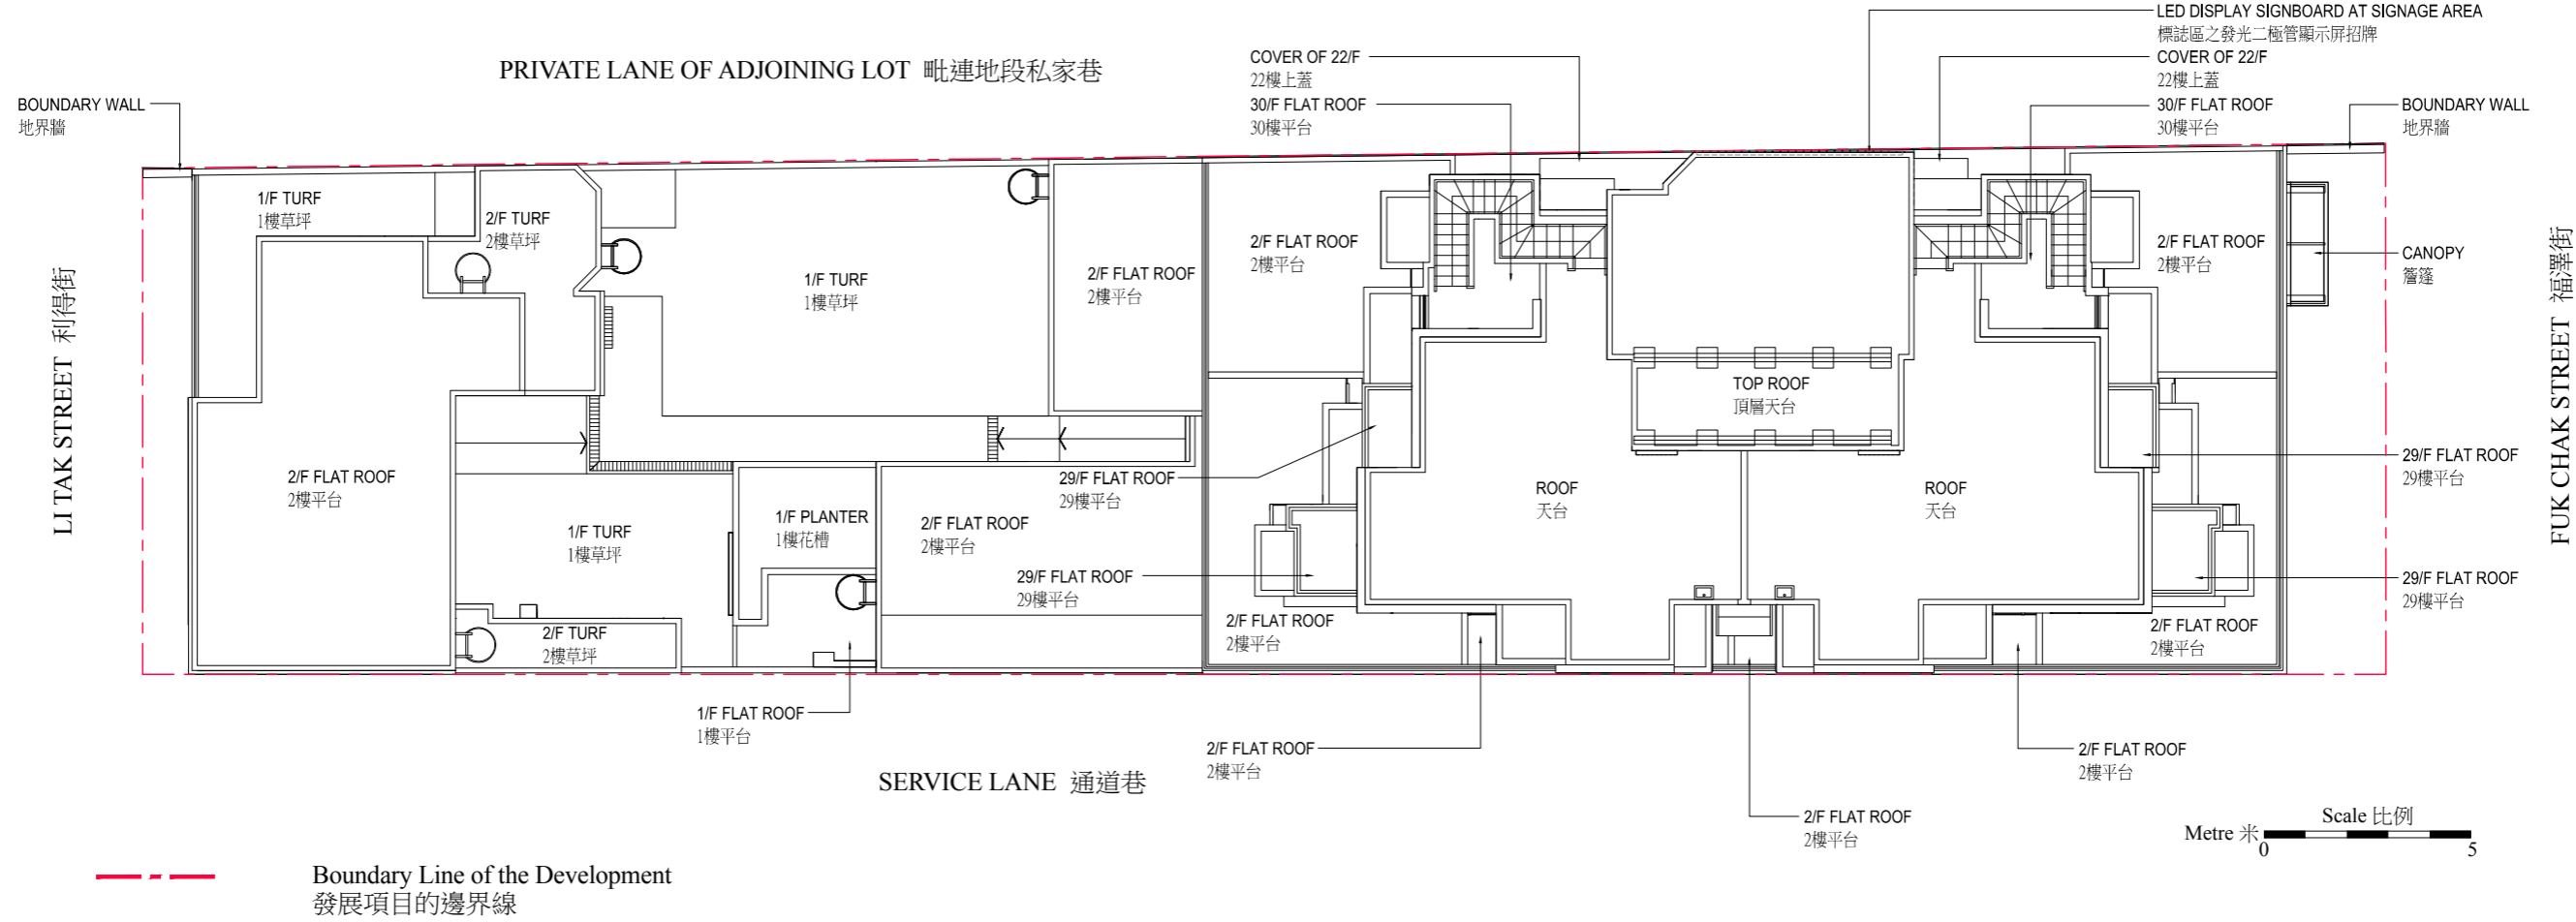 LED DISPLAY SIGNBOARD AT SIGNAGE AREA
標誌區之發光二極管顯示屏招牌
COVER OF 22/F
22樓上蓋
COVER OF 22/F
22樓上蓋
PRIVATE LANE OF ADJOINING LOT 毗連地段私家巷
BOUNDARY WALL
地界牆
30/F FLAT ROOF
30樓平台
30/F FLAT ROOF
30樓平台
BOUNDARY WALL
地界牆
1/F TURF
1樓草坪
2/F TURF
2樓草坪
2/F FLAT ROOF
2樓平台
2/F FLAT ROOF
2樓平台
CANOPY
簷篷
1/F TURF
1樓草坪
2/F FLAT ROOF
2樓平台
LI TAK STREET 利得街
FUK CHAK STREET 福澤街
TOP ROOF
頂層天台
2/F FLAT ROOF
2樓平台
29/F FLAT ROOF
29樓平台
ROOF
天台
ROOF
天台
29/F FLAT ROOF
29樓平台
1/F TURF
1樓草坪
1/F PLANTER
1樓花槽
2/F FLAT ROOF
2樓平台
29/F FLAT ROOF
29樓平台
29/F FLAT ROOF
29樓平台
2/F TURF
2樓草坪
2/F FLAT ROOF
2樓平台
2/F FLAT ROOF
2樓平台
1/F FLAT ROOF
1樓平台
2/F FLAT ROOF
2樓平台
2/F FLAT ROOF
2樓平台
SERVICE LANE 通道巷
2/F FLAT ROOF
2樓平台
Scale 比例
Metre 米
0 5
Boundary Line of the Development
發展項目的邊界線